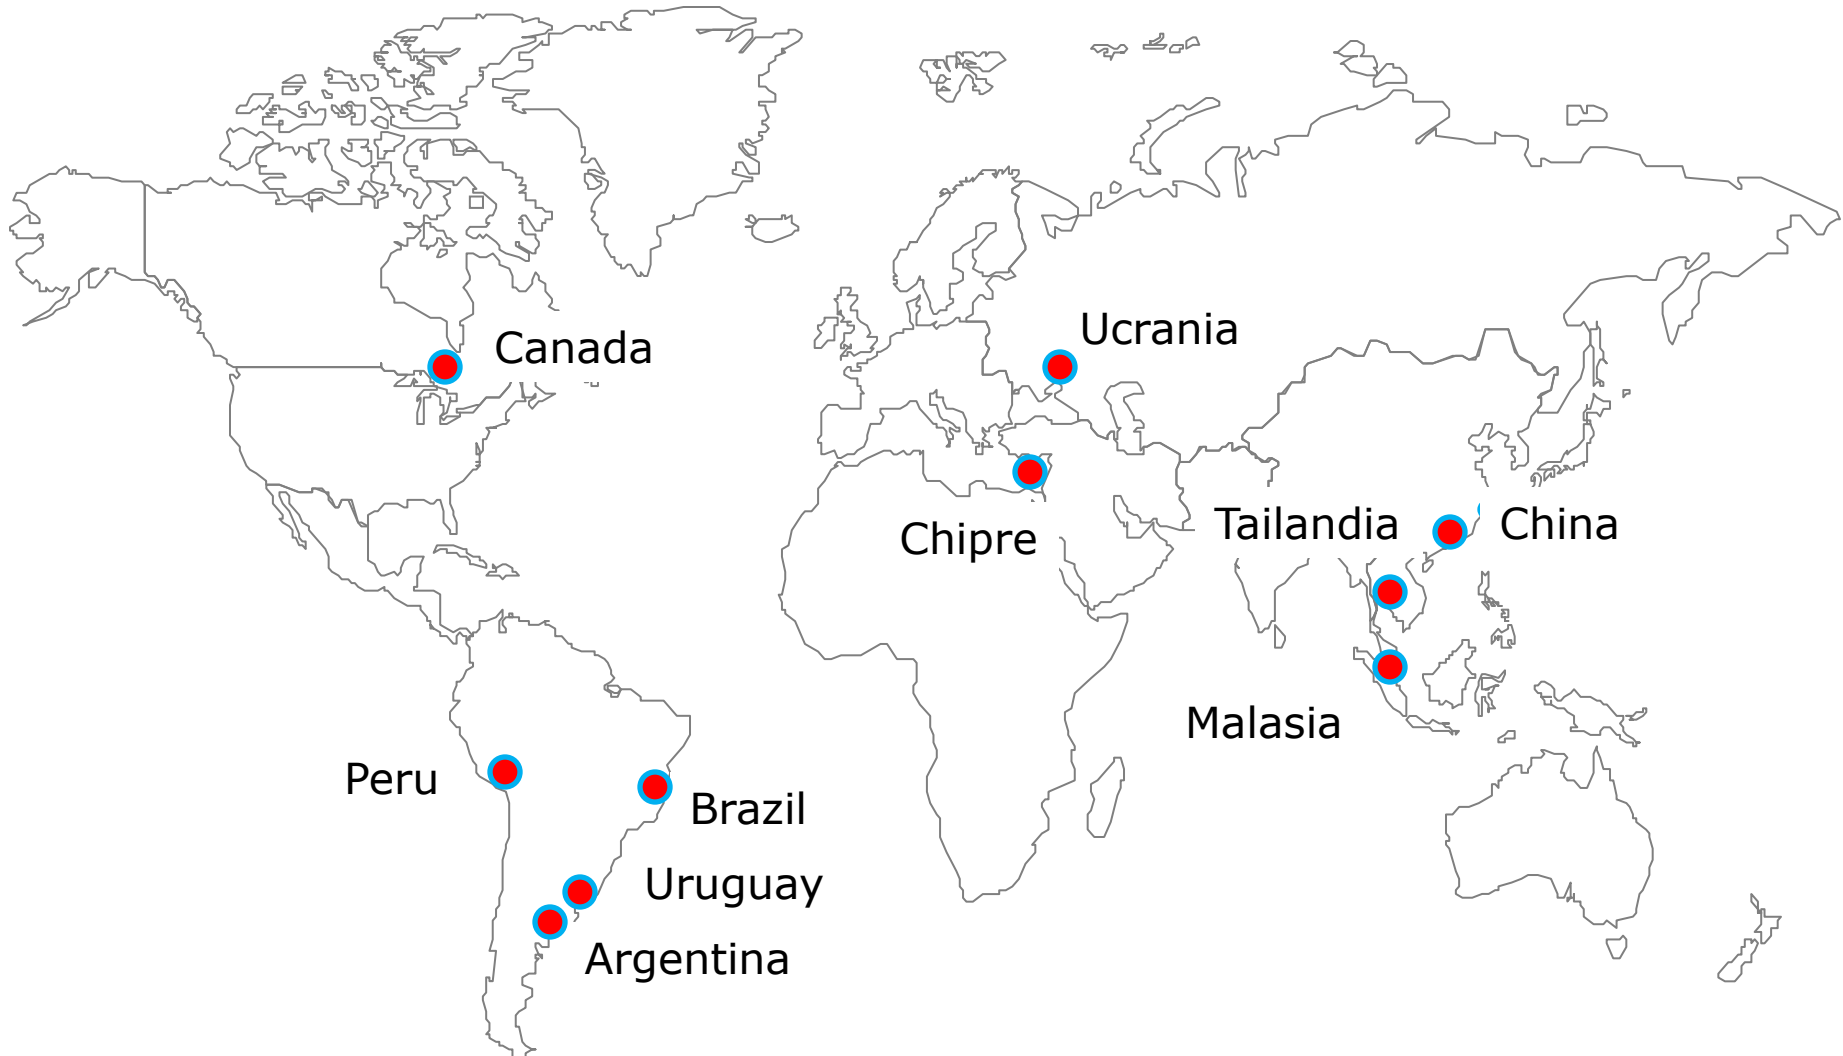 Ucrania
Canada
Chipre
Tailandia
China
Malasia
Peru
Brazil
Uruguay
Argentina